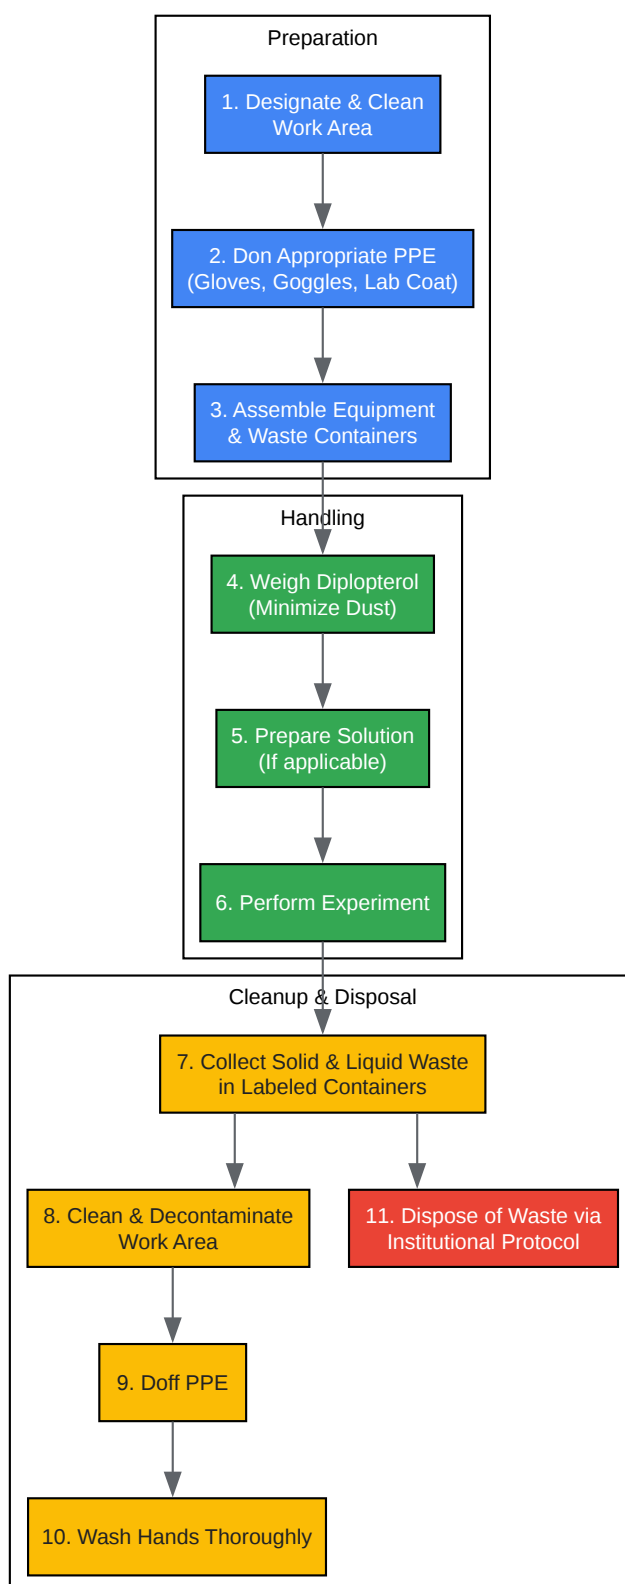 Preparation
1. Designate & Clean
Work Area
2. Don Appropriate PPE
(Gloves, Goggles, Lab Coat)
3. Assemble Equipment
& Waste Containers
Handling
4. Weigh Diplopterol
(Minimize Dust)
5. Prepare Solution
(If applicable)
6. Perform Experiment
Cleanup & Disposal
7. Collect Solid & Liquid Waste
in Labeled Containers
8. Clean & Decontaminate
Work Area
11. Dispose of Waste via
Institutional Protocol
9. Doff PPE
10. Wash Hands Thoroughly